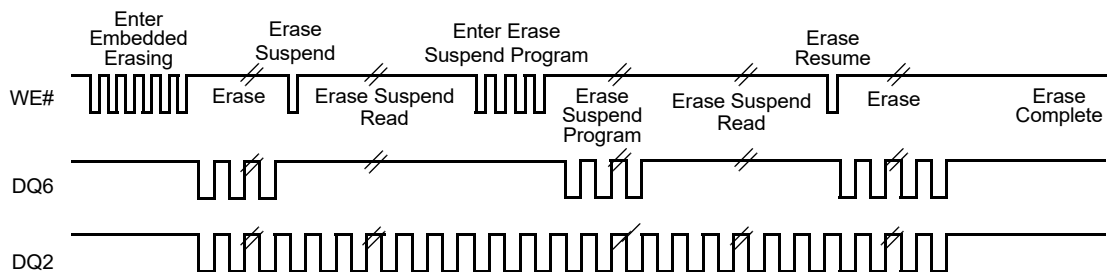 Enter
Embedded
Erasing
Erase
Suspend
Enter Erase
Suspend Program
Erase
Resume
WE#
Erase
Erase Suspend
Read
Erase
Suspend
Program
Erase Suspend
Read
Erase
Erase
Complete
DQ6
DQ2